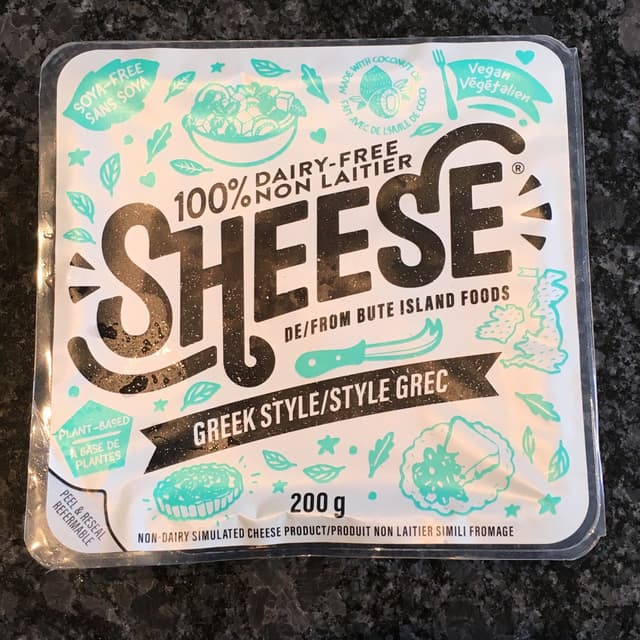 SOYA-FREE
SANS SOYA
MADE WITH COCONUT OIL
FAIT AVEC DE L'HUILE DE COCO
Vegan
Végétalien
100% DAIRY-FREE
NON LAITIER
SHEESE®
DE/FROM BUTE ISLAND FOODS
GREEK STYLE/STYLE GREC
PLANT-BASED
À BASE DE
PLANTES
PEEL & RESEAL
REFERMABLE
200 g
NON-DAIRY SIMULATED CHEESE PRODUCT/PRODUIT NON LAITIER SIMILI FROMAGE